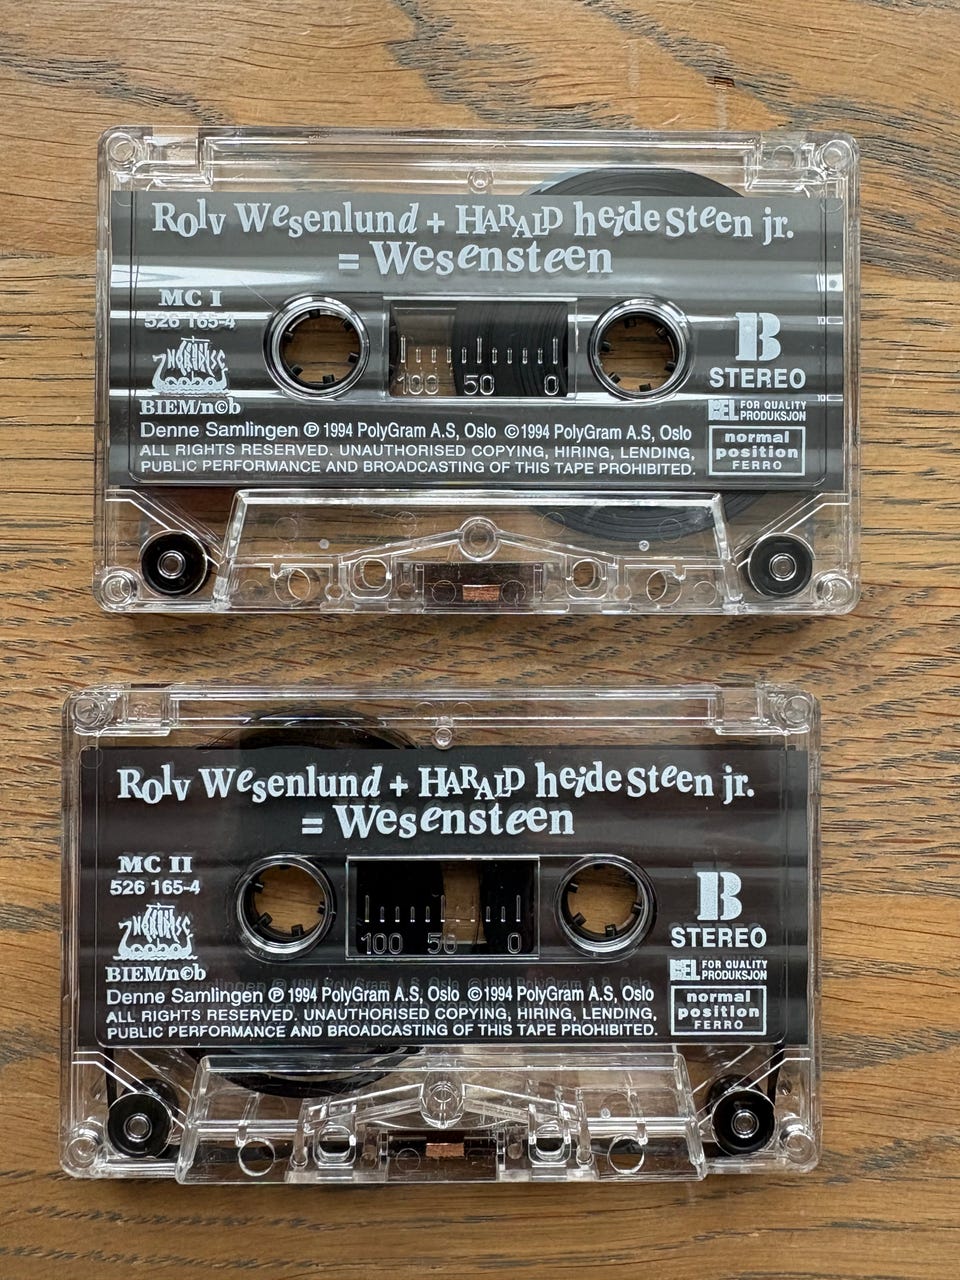 Rolv Wesenlund + HARALD heide steen jr.
= Wesensteen
MC I
526 165-4
NORDISC
BIEM/n©b
B
STEREO
FOR QUALITY
PRODUKSJON
normal
position
FERRO
100 50 0
Denne Samlingen ℗ 1994 PolyGram A.S, Oslo © 1994 PolyGram A.S, Oslo
ALL RIGHTS RESERVED. UNAUTHORISED COPYING, HIRING, LENDING,
PUBLIC PERFORMANCE AND BROADCASTING OF THIS TAPE PROHIBITED.
Rolv Wesenlund + HARALD heide steen jr.
= Wesensteen
MC II
526 165-4
NORDISC
BIEM/n©b
B
STEREO
FOR QUALITY
PRODUKSJON
normal
position
FERRO
100 50 0
Denne Samlingen ℗ 1994 PolyGram A.S, Oslo © 1994 PolyGram A.S, Oslo
ALL RIGHTS RESERVED. UNAUTHORISED COPYING, HIRING, LENDING,
PUBLIC PERFORMANCE AND BROADCASTING OF THIS TAPE PROHIBITED.